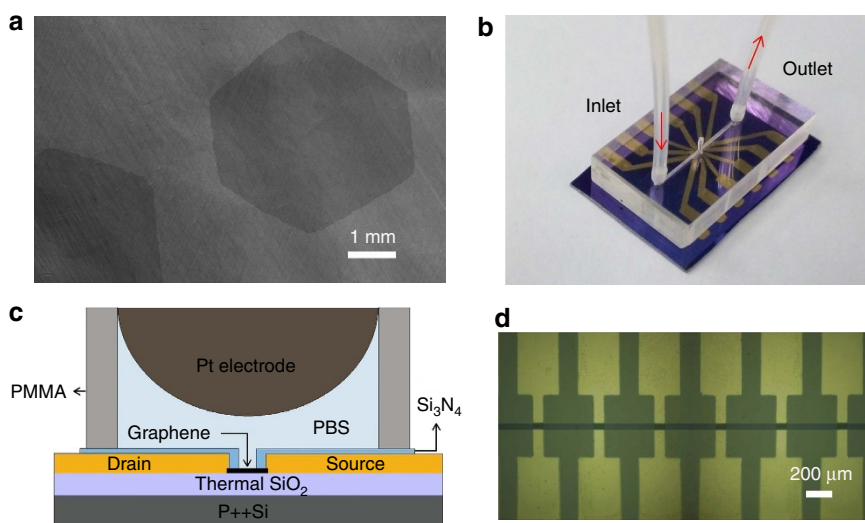 a
1 mm
b
Inlet
Outlet
c
Pt electrode
PMMA
Graphene
PBS
Si₃N₄
Drain
Source
Thermal SiO₂
P++Si
d
200 μm